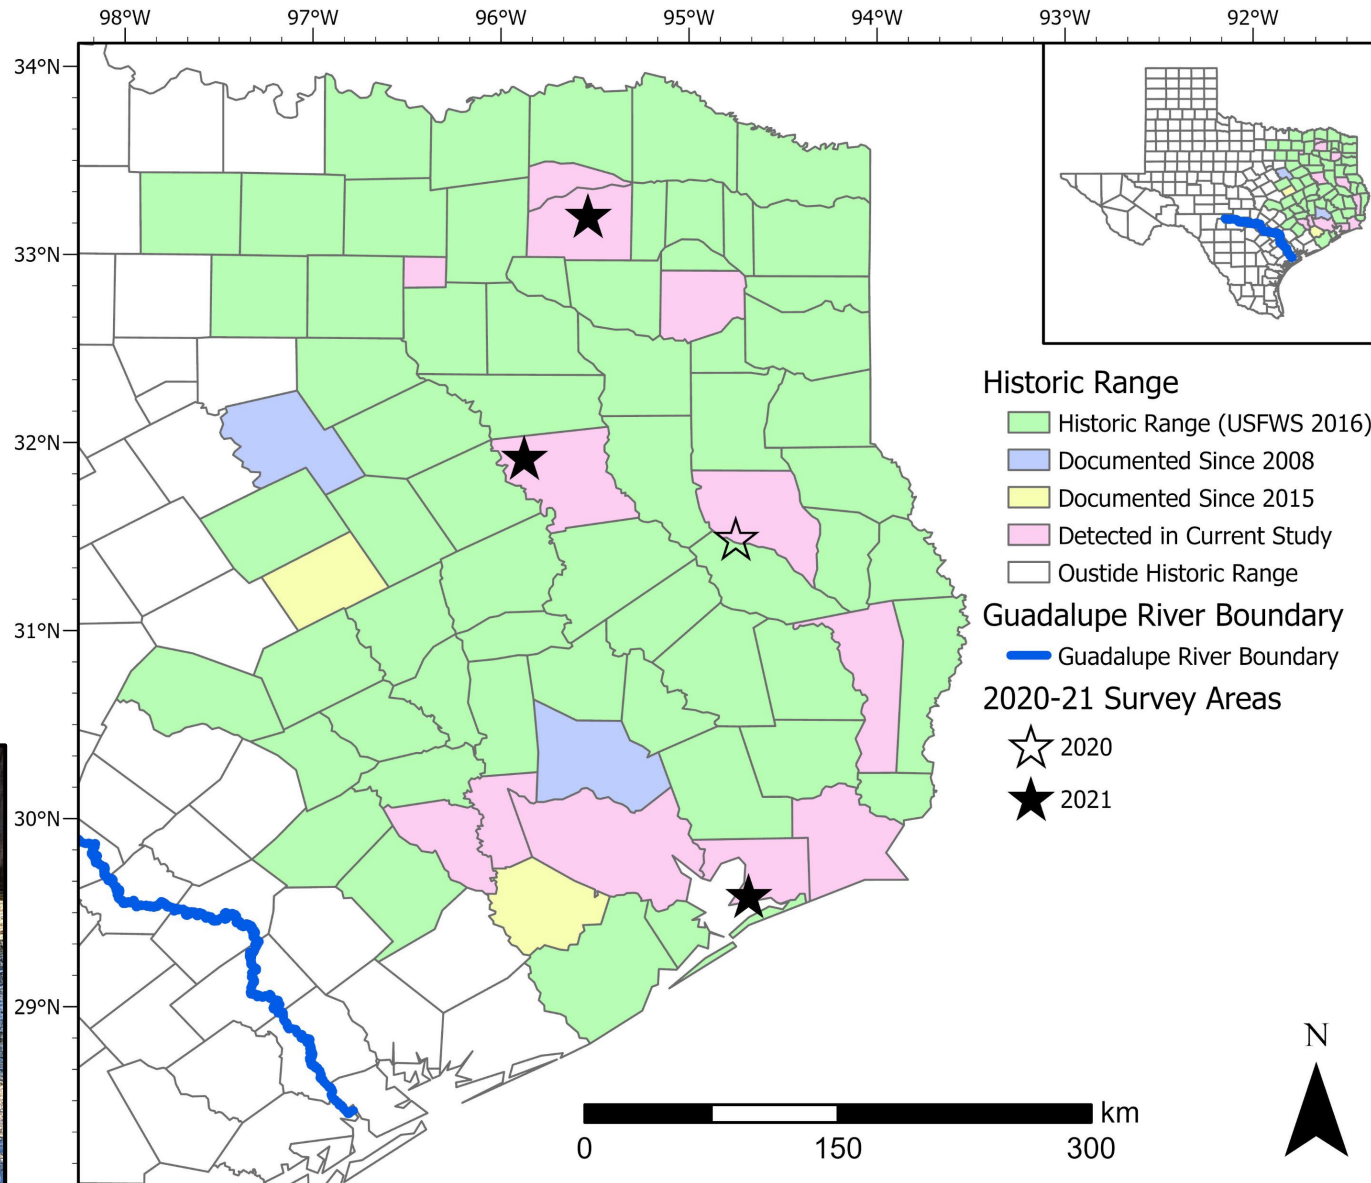 98°W 97°W 96°W 95°W 94°W 93°W 92°W
34°N
33°N
32°N
31°N
30°N
29°N
Historic Range
Historic Range (USFWS 2016)
Documented Since 2008
Documented Since 2015
Detected in Current Study
Oustide Historic Range
Guadalupe River Boundary
Guadalupe River Boundary
2020-21 Survey Areas
2020
2021
N
km
0 150 300